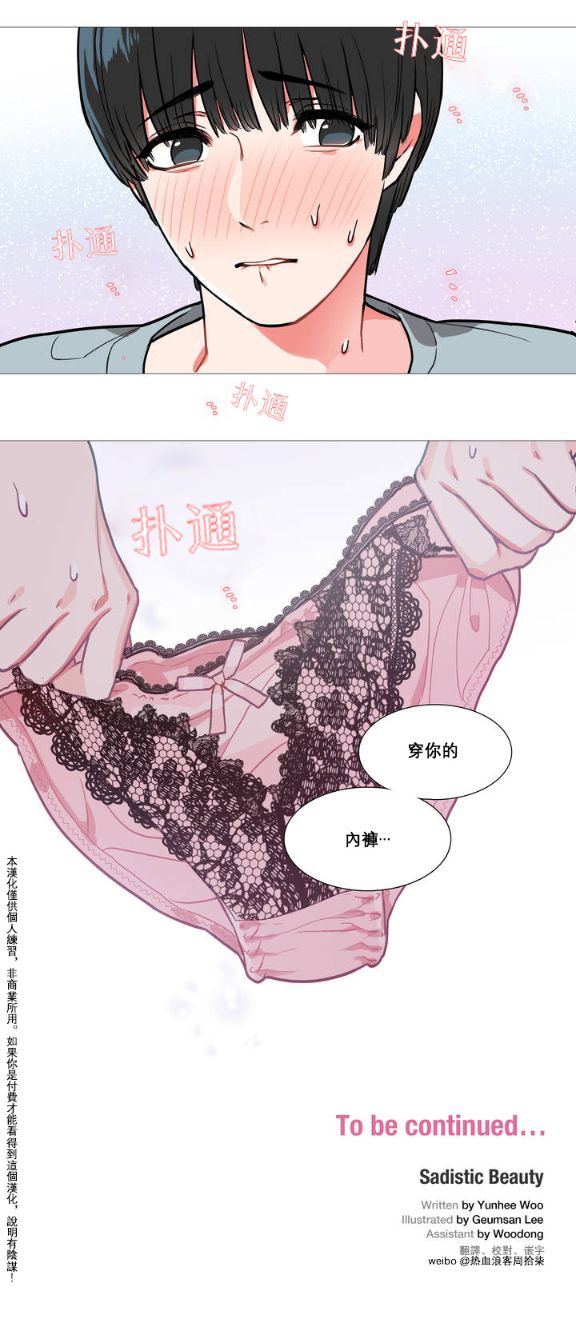 扑通
扑通
扑通
扑通
穿你的
內褲…
本漢化僅供個人練習，非商業所用。如果你是付費才能看得到這個漢化，說明有陰謀！
To be continued...
Sadistic Beauty
Written by Yunhee Woo
Illustrated by Geumsan Lee
Assistant by Woodong
翻譯、校對、嵌字
weibo @热血浪客周拾柒